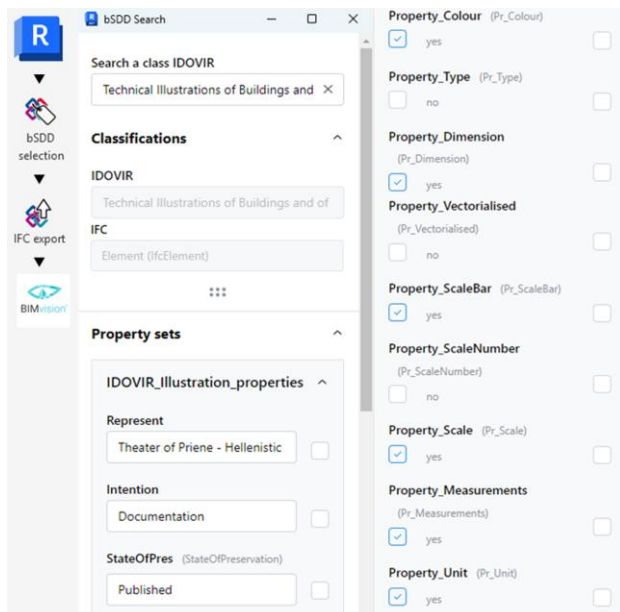 R
bSDD
selection
IFC export
BIMvision
bSDD Search
Search a class IDOVIR
Technical Illustrations of Buildings and
Classifications
IDOVIR
Technical Illustrations of Buildings and of
IFC
Element (IfcElement)
Property sets
IDOVIR_Illustration_properties
Represent
Theater of Priene - Hellenistic
Intention
Documentation
StateOfPres (StateOfPreservation)
Published
Property_Colour (Pr_Colour)
yes
Property_Type (Pr_Type)
no
Property_Dimension
(Pr_Dimension)
yes
Property_Vectorialised
(Pr_Vectorialised)
no
Property_ScaleBar (Pr_ScaleBar)
yes
Property_ScaleNumber
(Pr_ScaleNumber)
no
Property_Scale (Pr_Scale)
yes
Property_Measurements
(Pr_Measurements)
yes
Property_Unit (Pr_Unit)
yes